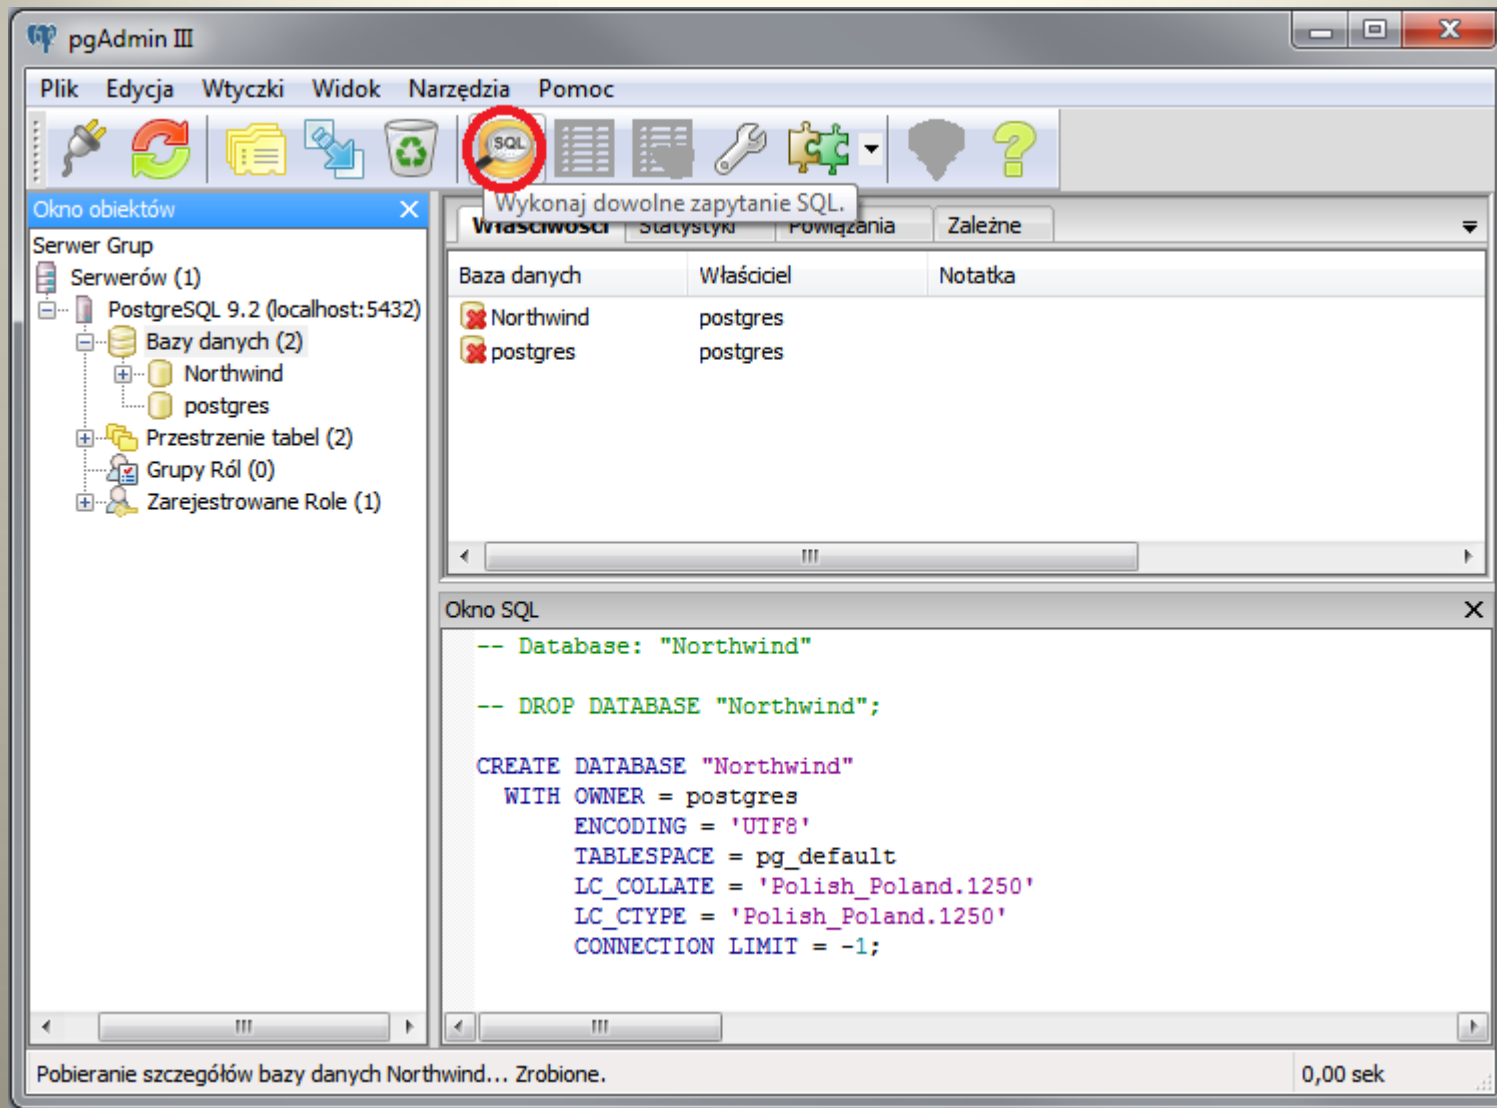 pgAdmin III
Plik Edycja Wtyczki Widok Narzędzia Pomoc
SQL
Wykonaj dowolne zapytanie SQL.
Okno obiektów
Serwer Grup
Serwerów (1)
PostgreSQL 9.2 (localhost:5432)
Bazy danych (2)
Northwind
postgres
Przestrzenie tabel (2)
Grupy Ról (0)
Zarejestrowane Role (1)
Właściwości Statystyki Powiązania Zależne
Baza danych Właściciel Notatka
Northwind postgres
postgres postgres
Okno SQL
-- Database: "Northwind"
-- DROP DATABASE "Northwind";
CREATE DATABASE "Northwind"
WITH OWNER = postgres
ENCODING = 'UTF8'
TABLESPACE = pg_default
LC_COLLATE = 'Polish_Poland.1250'
LC_CTYPE = 'Polish_Poland.1250'
CONNECTION LIMIT = -1;
Pobieranie szczegółów bazy danych Northwind... Zrobione.
0,00 sek